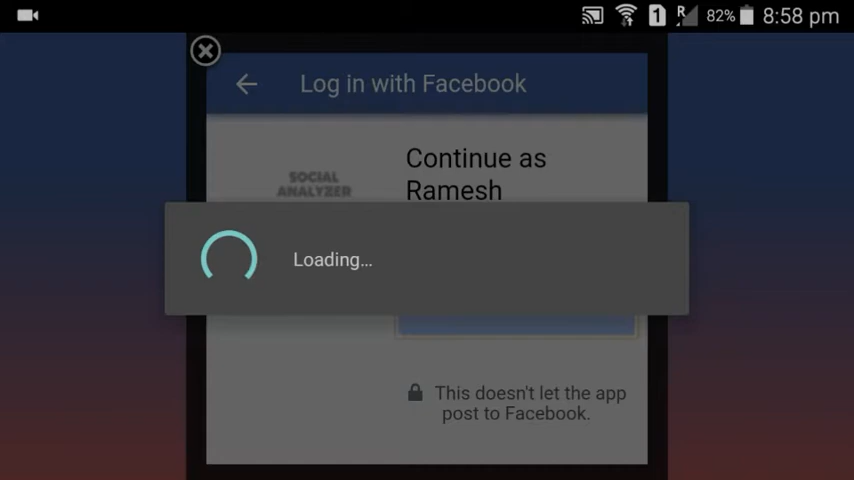 1 R 82% 8:58 pm
Log in with Facebook
SOCIAL
ANALYZER
Continue as
Ramesh
Loading...
This doesn't let the app
post to Facebook.